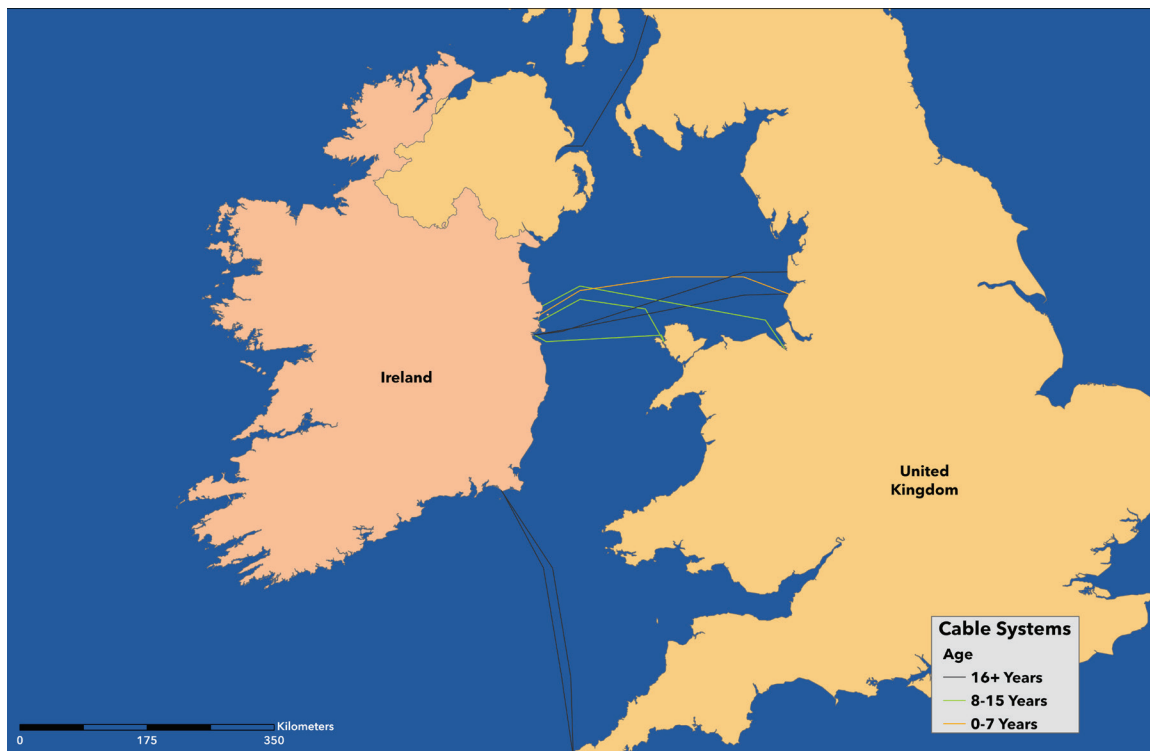 Ireland
United
Kingdom
Cable Systems
Age
16+ Years
8-15 Years
0-7 Years
Kilometers
0 175 350